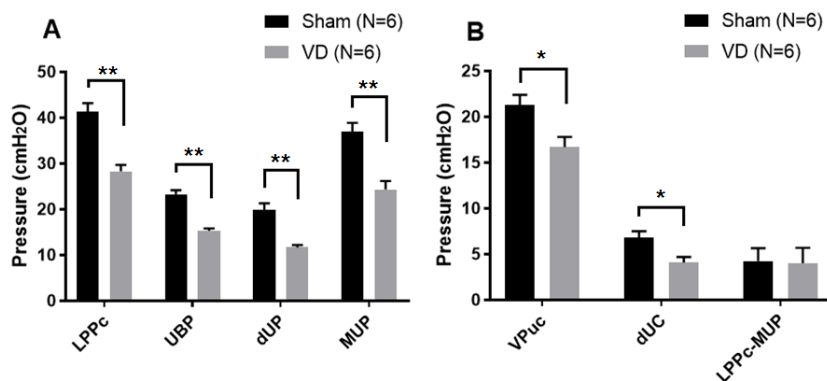 A
Sham (N=6)
VD (N=6)
Pressure (cmH2O)
50
40
30
20
10
0
**
**
**
**
LPPc
UBP
dUP
MUP
B
Sham (N=6)
VD (N=6)
Pressure (cmH2O)
25
20
15
10
5
0
*
*
VPuc
dUC
LPPc-MUP